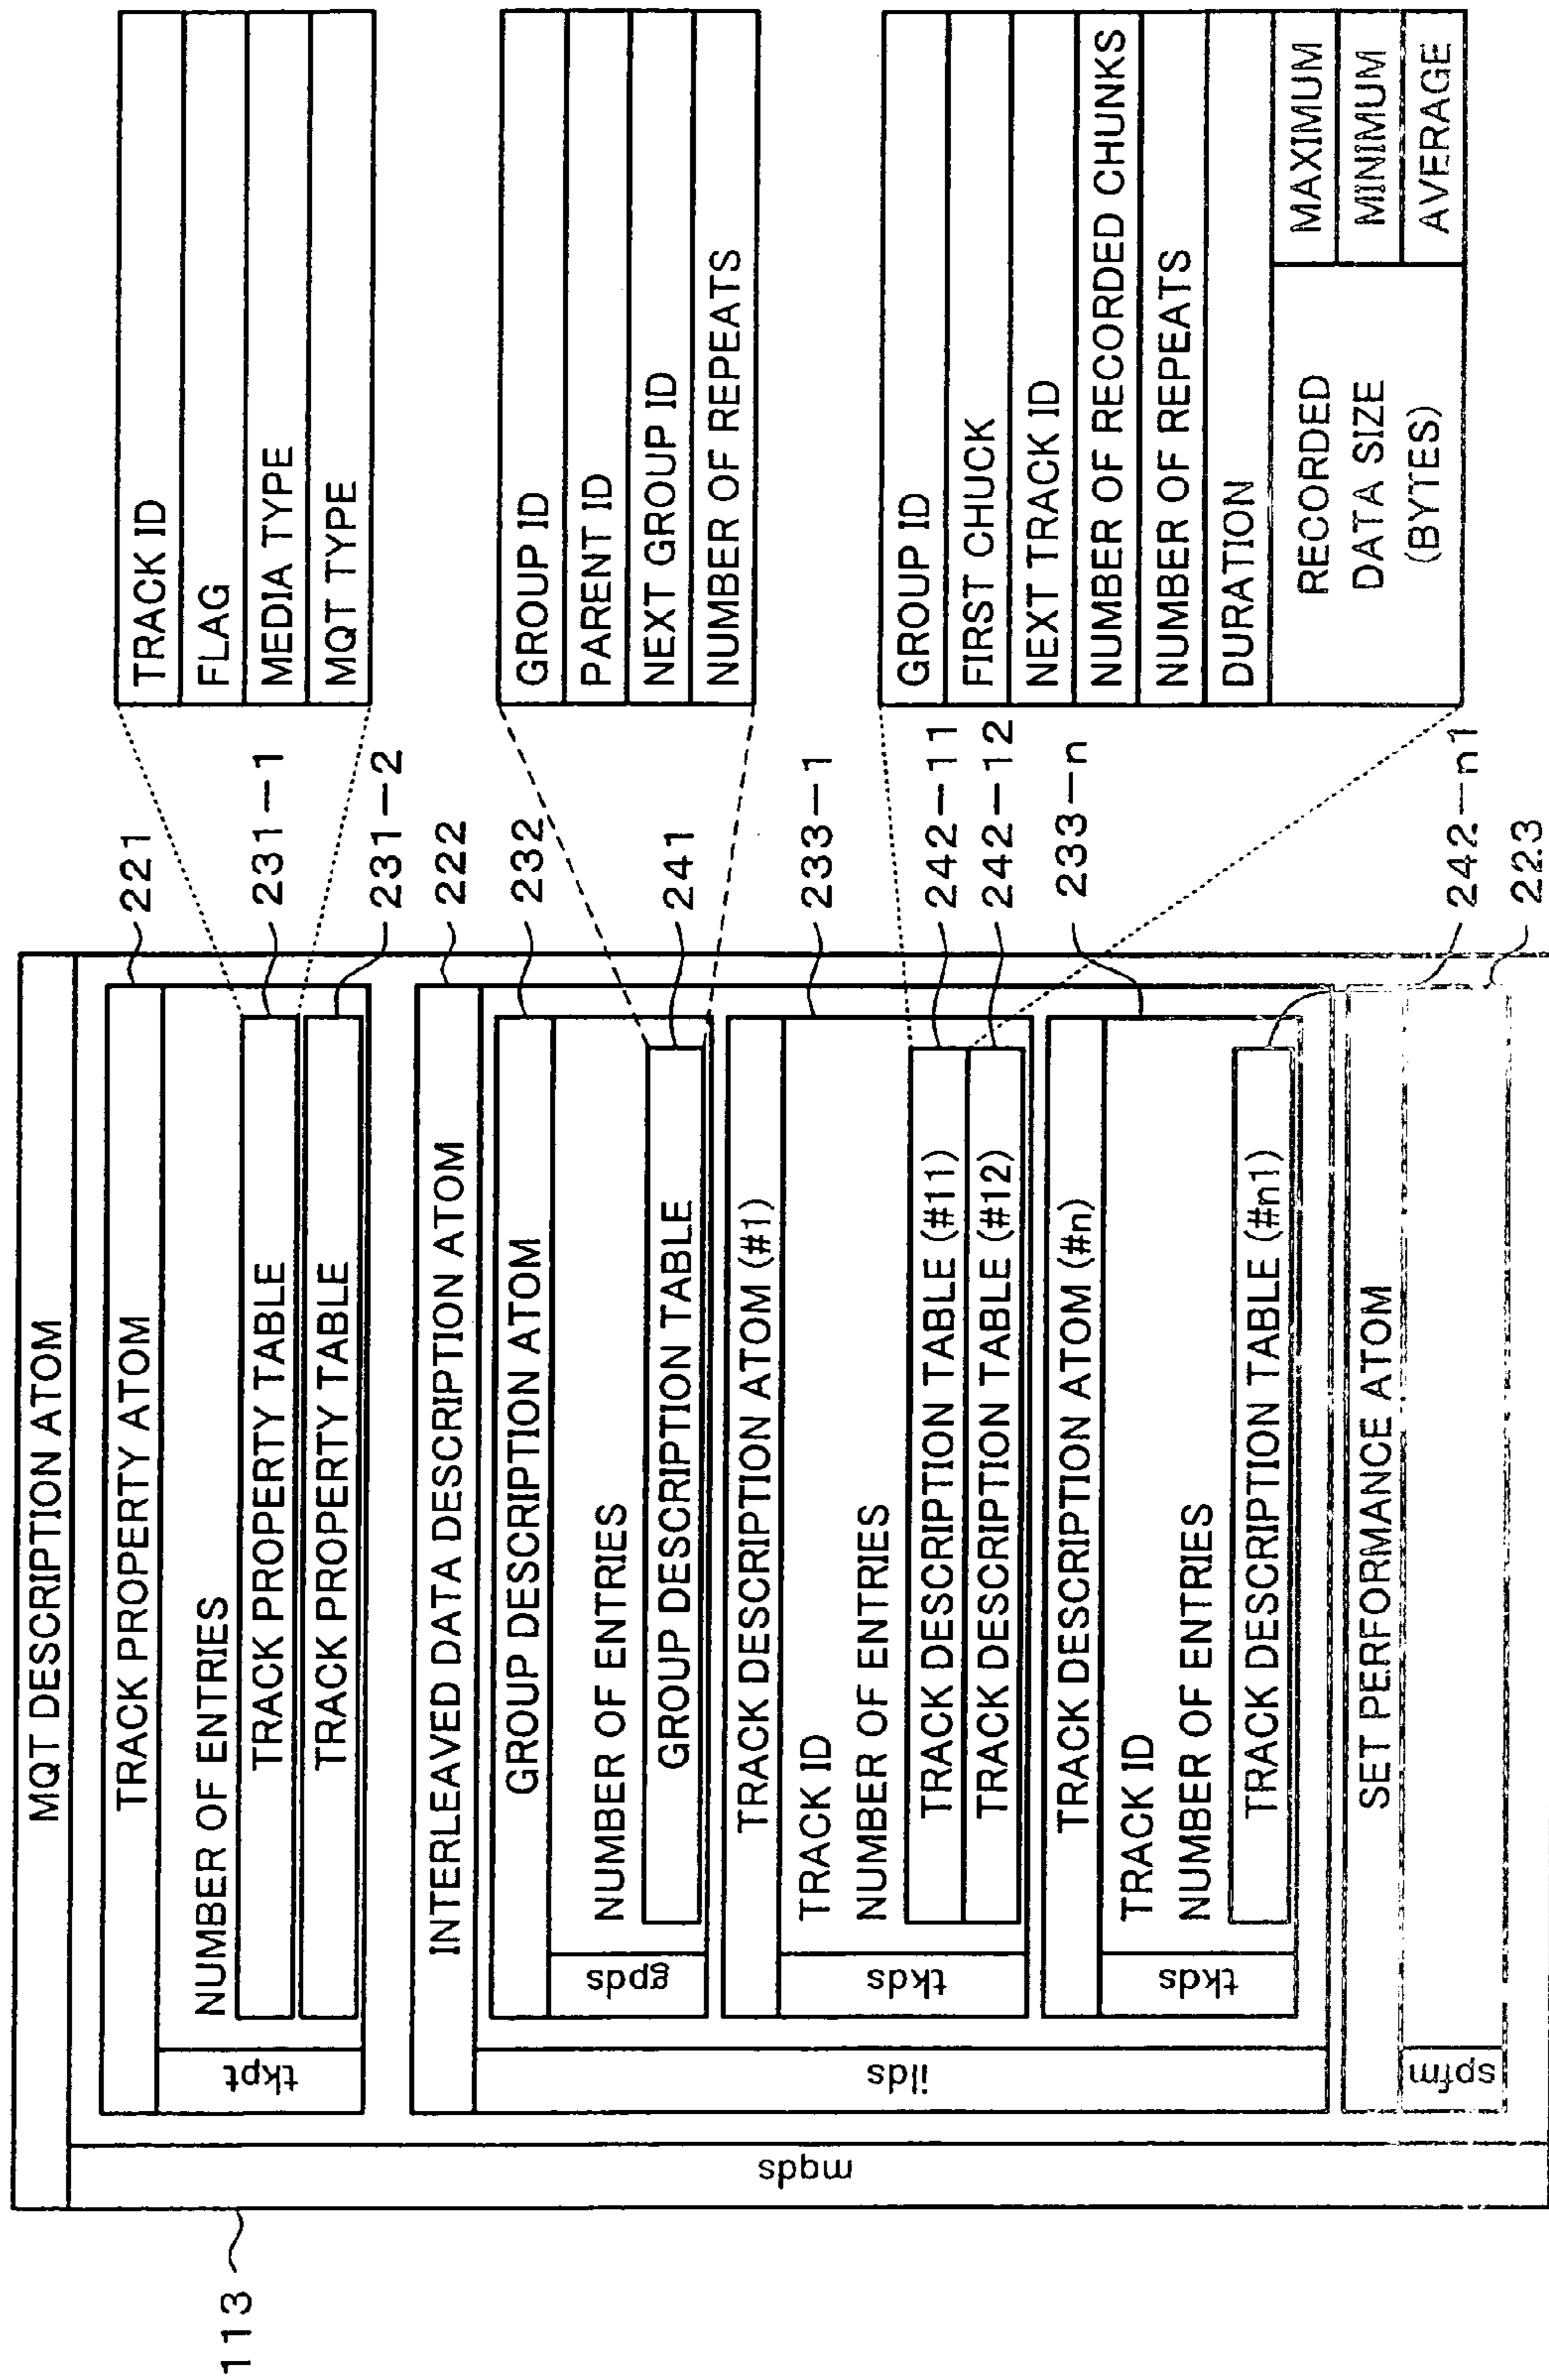 113
MQT DESCRIPTION ATOM
mqds
TRACK PROPERTY ATOM
221
tkpt
NUMBER OF ENTRIES
TRACK PROPERTY TABLE
231-1
TRACK PROPERTY TABLE
231-2
INTERLEAVED DATA DESCRIPTION ATOM
222
ilds
GROUP DESCRIPTION ATOM
232
gpds
NUMBER OF ENTRIES
GROUP DESCRIPTION TABLE
241
TRACK DESCRIPTION ATOM (#1)
233-1
tkds
TRACK ID
NUMBER OF ENTRIES
TRACK DESCRIPTION TABLE (#11)
242-11
TRACK DESCRIPTION TABLE (#12)
242-12
TRACK DESCRIPTION ATOM (#n)
233-n
tkds
TRACK ID
NUMBER OF ENTRIES
TRACK DESCRIPTION TABLE (#n1)
242-n1
SET PERFORMANCE ATOM
223
spfm
TRACK ID
FLAG
MEDIA TYPE
MQT TYPE
GROUP ID
PARENT ID
NEXT GROUP ID
NUMBER OF REPEATS
GROUP ID
FIRST CHUCK
NEXT TRACK ID
NUMBER OF RECORDED CHUNKS
NUMBER OF REPEATS
DURATION
RECORDED
DATA SIZE
(BYTES)
MAXIMUM
MINIMUM
AVERAGE